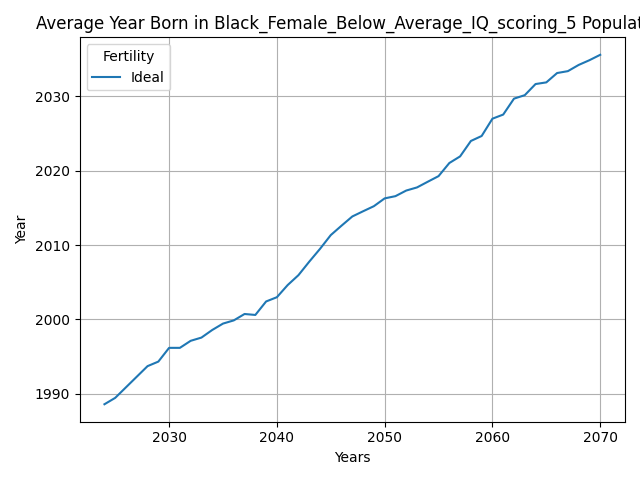 Average Year Born in Black_Female_Below_Average_IQ_scoring_5 Populat
Fertility
Ideal
Year
2030
2020
2010
2000
1990
2030 2040 2050 2060 2070
Years